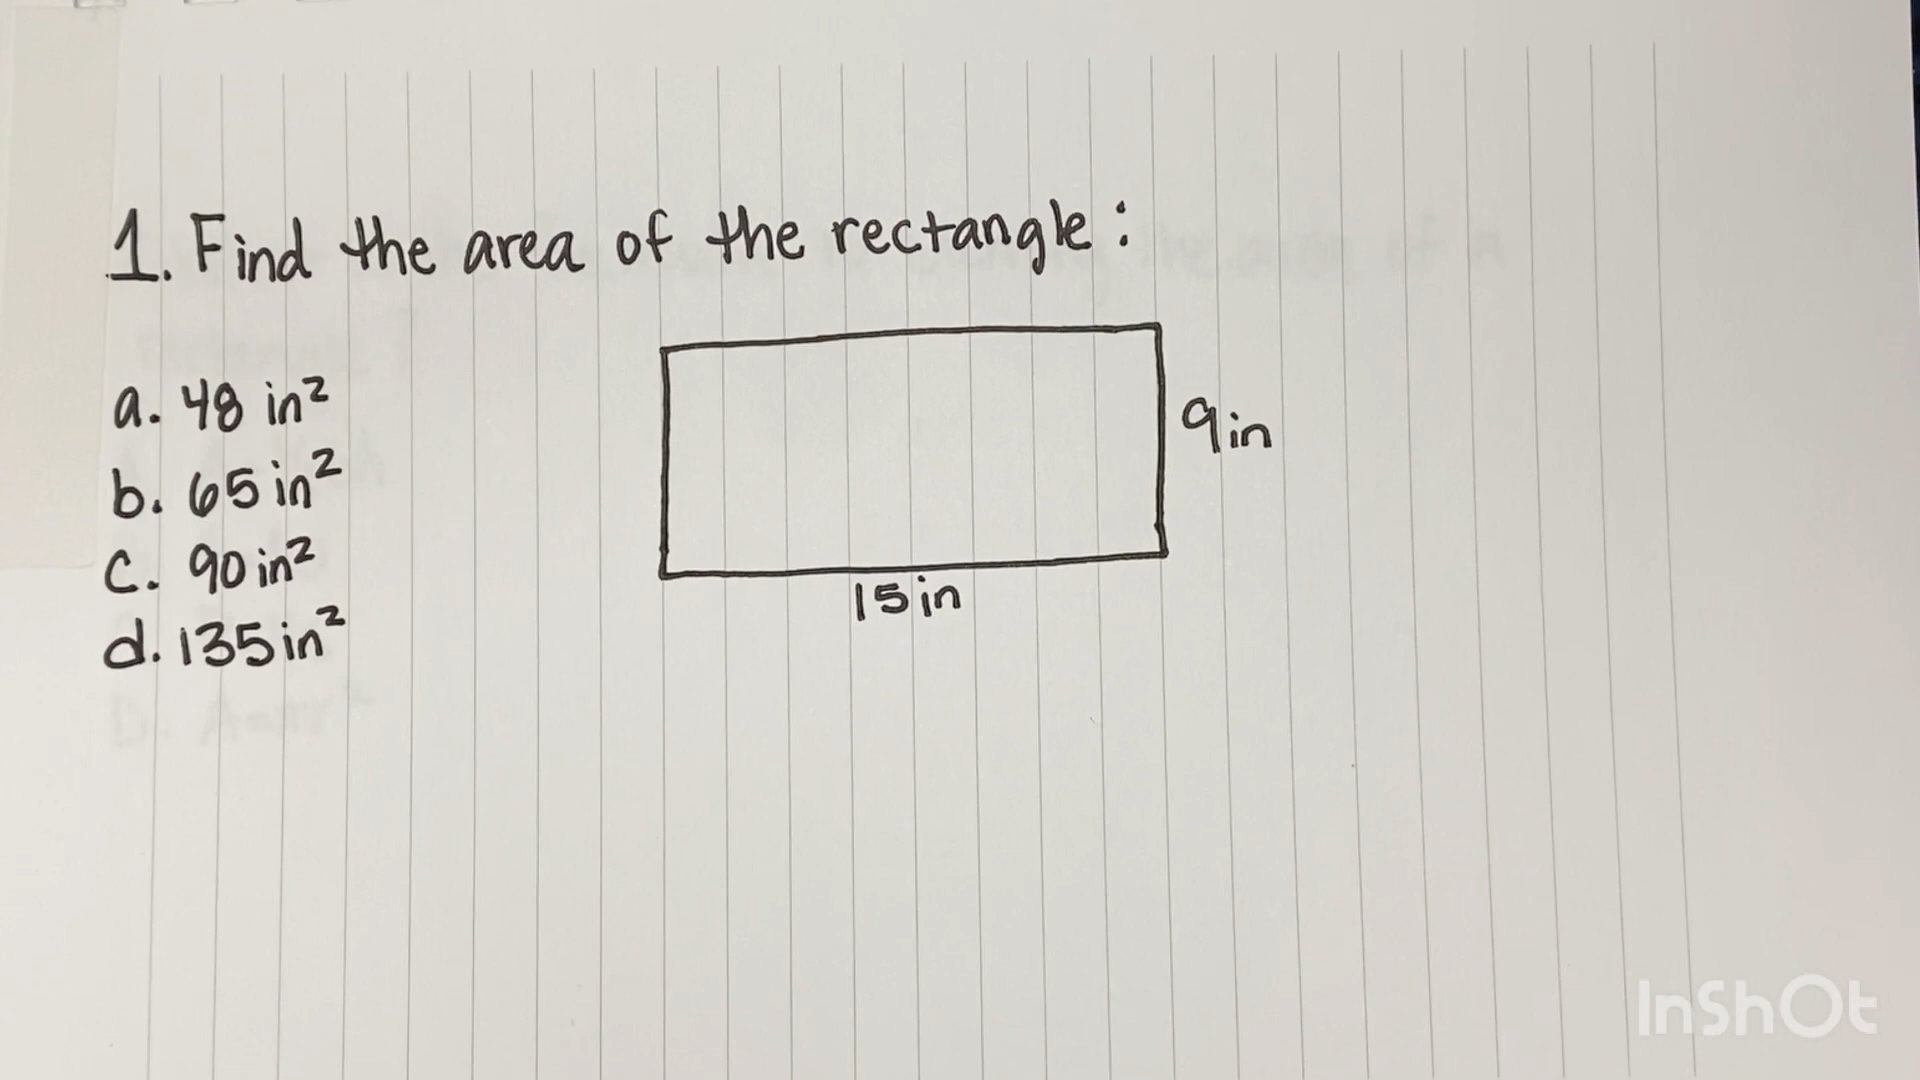 1. Find the area of the rectangle:
a. 48 in²
b. 65 in²
c. 90 in²
d. 135 in²
9 in
15 in
D. A=πr²
InShOt